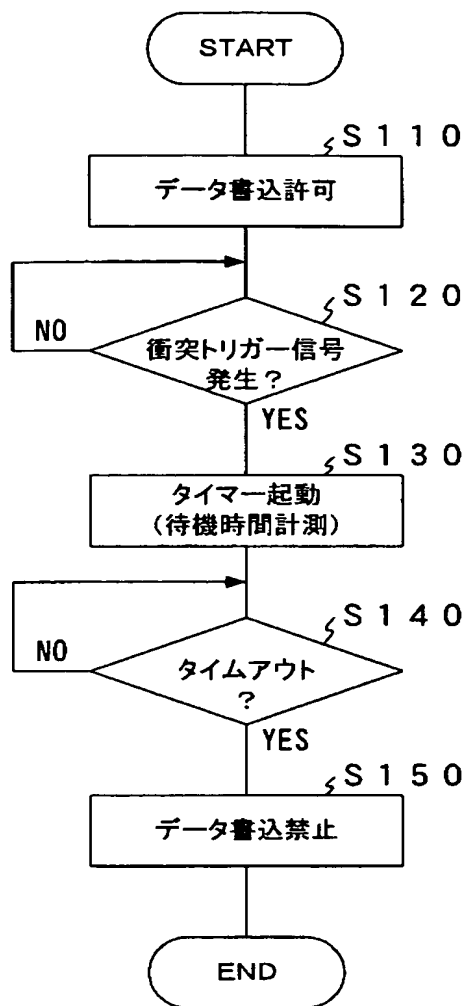 START
S110
データ書込許可
S120
衝突トリガー信号
発生?
NO
YES
S130
タイマー起動
(待機時間計測)
S140
タイムアウト
?
NO
YES
S150
データ書込禁止
END